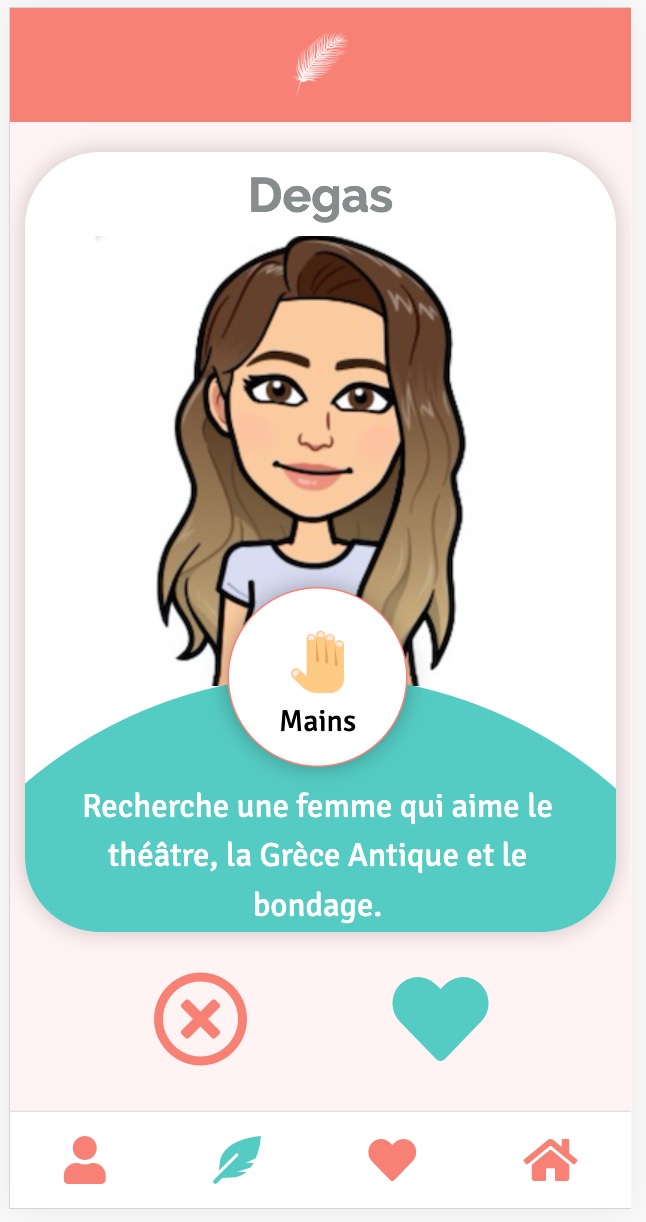 Degas
Mains
Recherche une femme qui aime le
théâtre, la Grèce Antique et le
bondage.